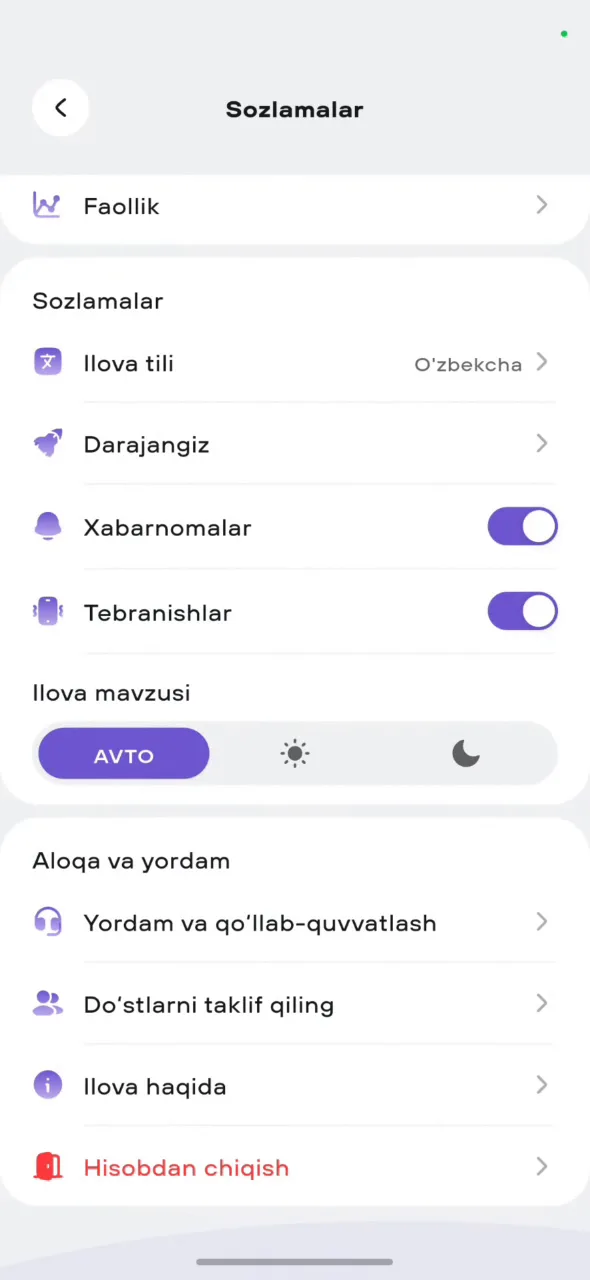 Sozlamalar
Faollik
Sozlamalar
Ilova tili O'zbekcha
Darajangiz
Xabarnomalar
Tebranishlar
Ilova mavzusi
AVTO
Aloqa va yordam
Yordam va qo‘llab-quvvatlash
Do‘stlarni taklif qiling
Ilova haqida
Hisobdan chiqish